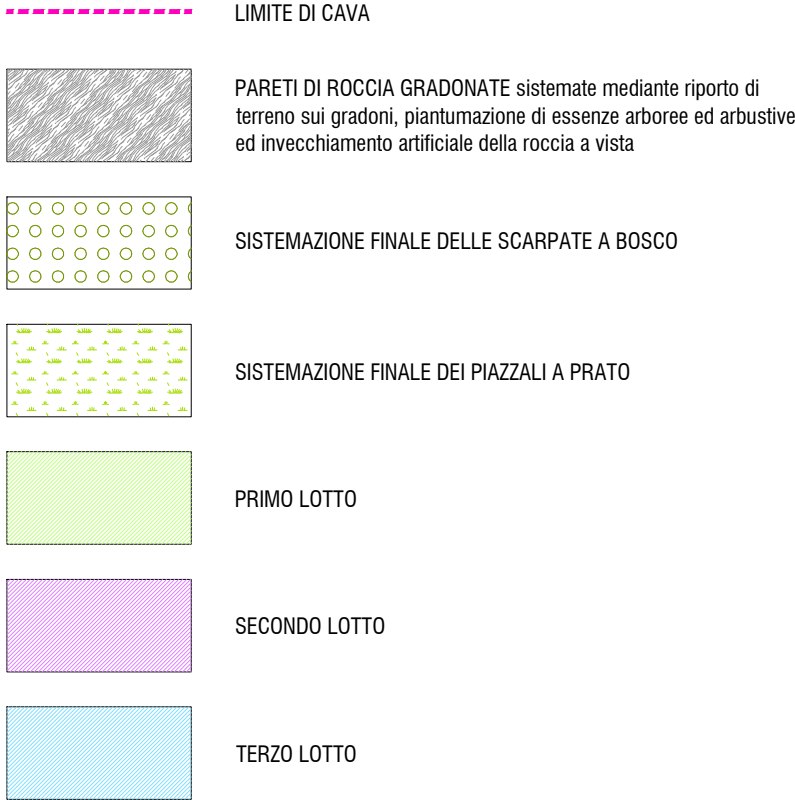 LIMITE DI CAVA
PARETI DI ROCCIA GRADONATE sistemate mediante riporto di
terreno sui gradoni, piantumazione di essenze arboree ed arbustive
ed invecchiamento artificiale della roccia a vista
SISTEMAZIONE FINALE DELLE SCARPATE A BOSCO
SISTEMAZIONE FINALE DEI PIAZZALI A PRATO
PRIMO LOTTO
SECONDO LOTTO
TERZO LOTTO